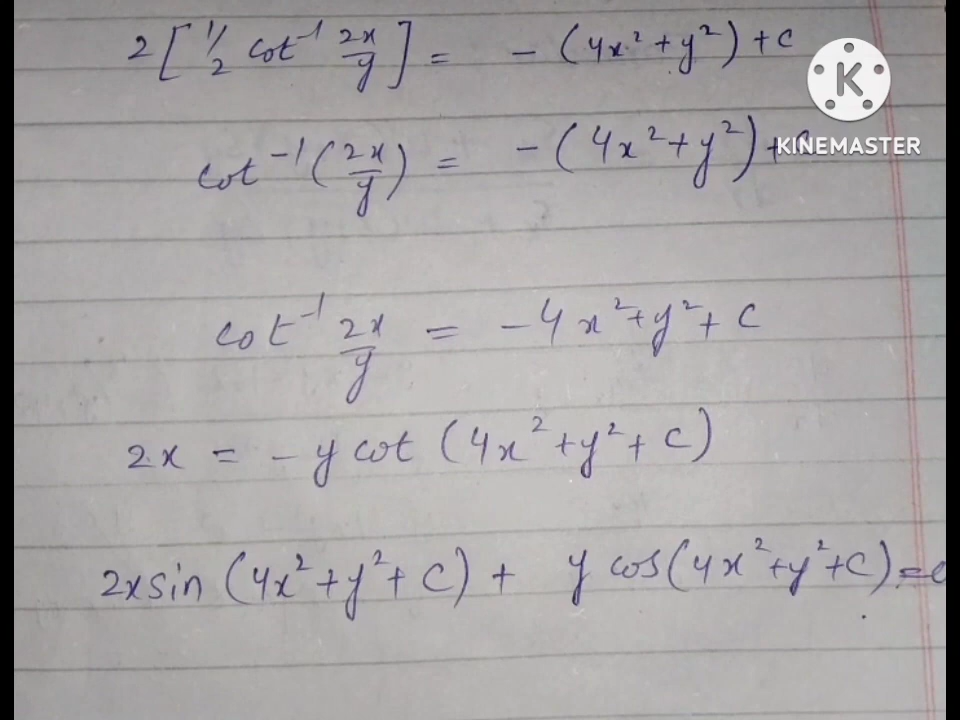 2[1/2 cot⁻¹ 2x/y] = -(4x²+y²)+c
K
KINEMASTER
cot⁻¹(2x/y) = -(4x²+y²)+c
cot⁻¹ 2x/y = -4x²+y²+c
2x = -y cot(4x²+y²+c)
2x sin(4x²+y²+c) + y cos(4x²+y²+c)=0